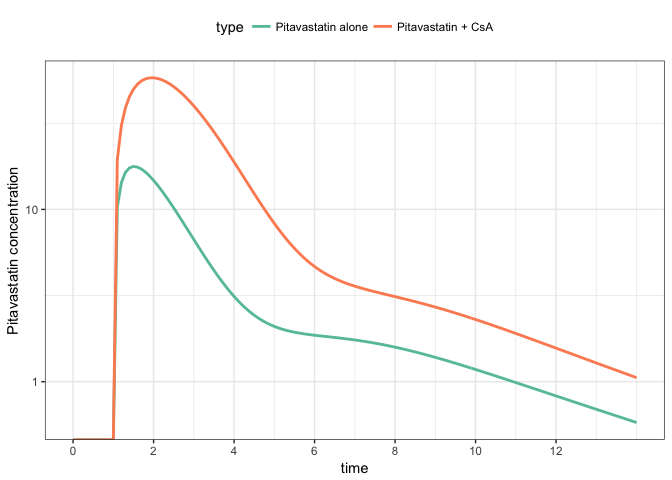 type Pitavastatin alone Pitavastatin + CsA
Pitavastatin concentration
10
1
0 2 4 6 8 10 12
time